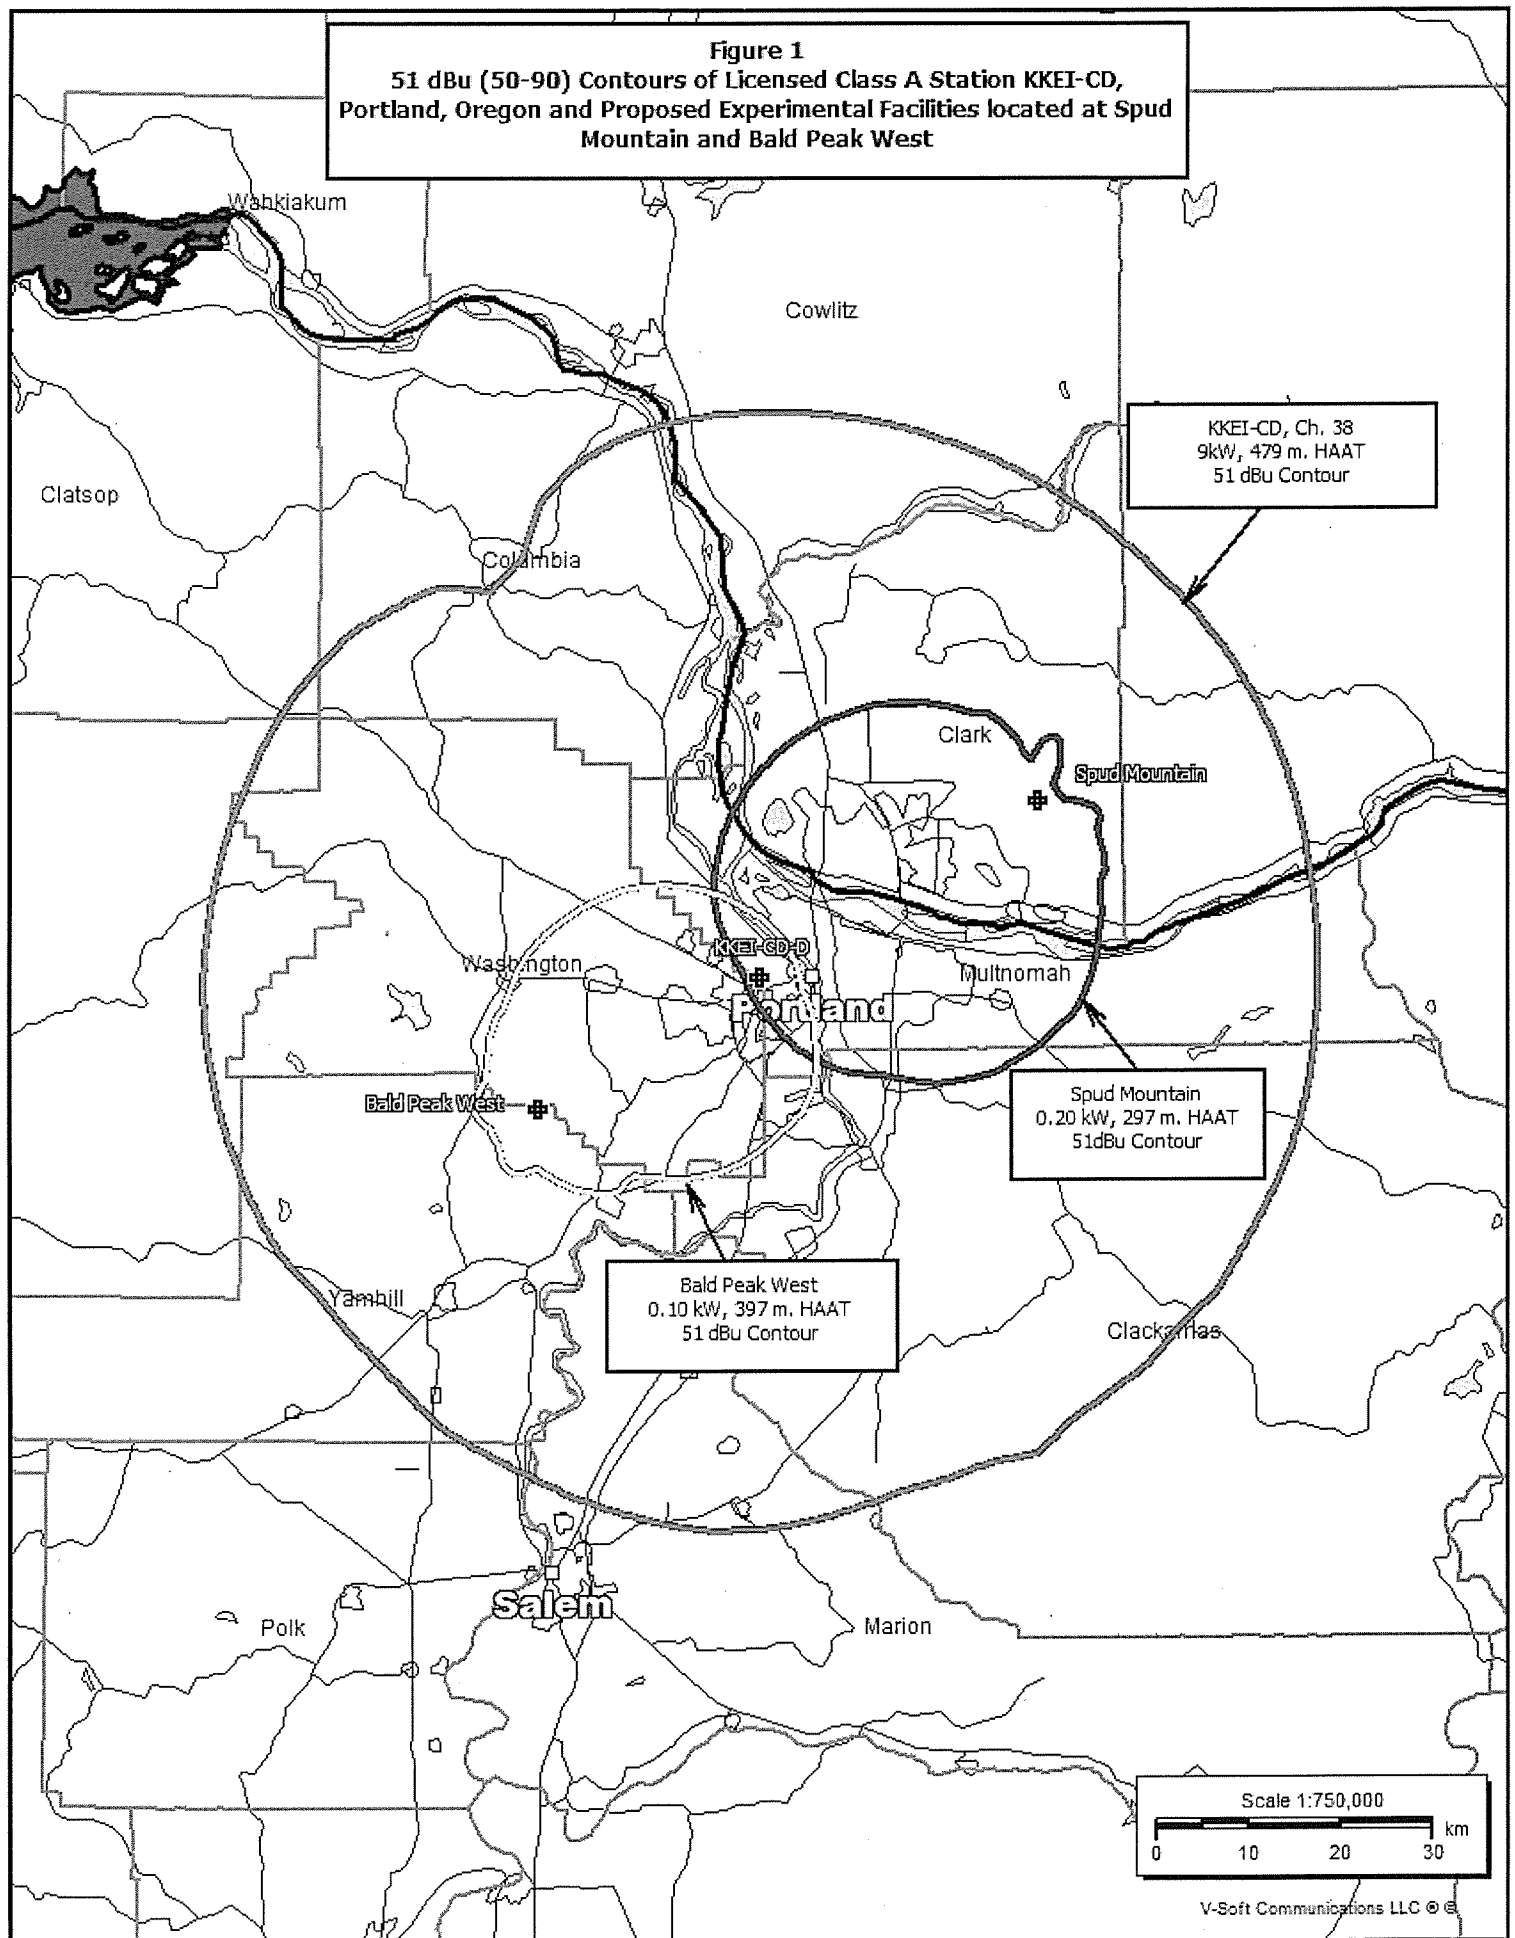 Figure 1
51 dBu (50-90) Contours of Licensed Class A Station KKEI-CD,
Portland, Oregon and Proposed Experimental Facilities located at Spud
Mountain and Bald Peak West
Wahkiakum
Cowlitz
KKEI-CD, Ch. 38
9kW, 479 m. HAAT
51 dBu Contour
Clatsop
Columbia
Clark
Spud Mountain
KKEI-CD-D
Washington
Multnomah
Portland
Bald Peak West
Spud Mountain
0.20 kW, 297 m. HAAT
51dBu Contour
Bald Peak West
0.10 kW, 397 m. HAAT
51 dBu Contour
Yamhill
Clackamas
Salem
Polk
Marion
Scale 1:750,000
km
0 10 20 30
V-Soft Communications LLC ® ©